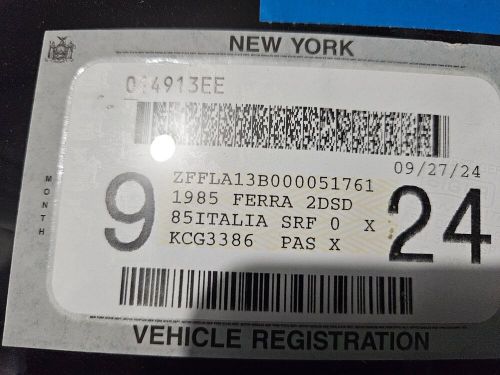 NEW YORK
014913EE
09/27/24
MONTH
9
ZFFLA13B000051761
1985 FERRA 2DSD
85ITALIA SRF 0 X
KCG3386 PAS X
24
VEHICLE REGISTRATION